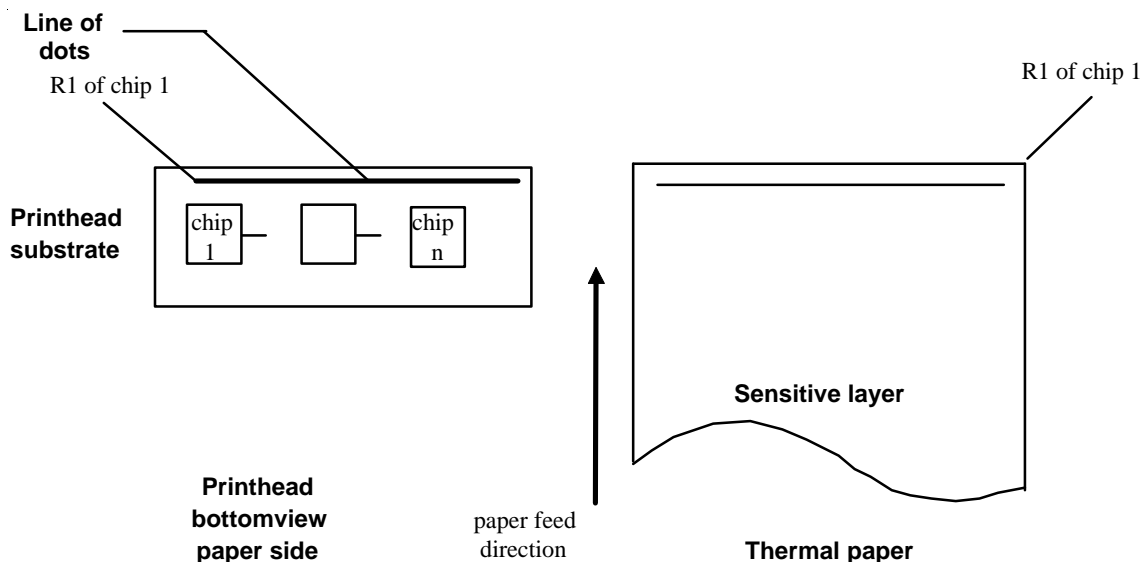 Line of
dots
R1 of chip 1
R1 of chip 1
Printhead
substrate
chip
1
chip
n
Sensitive layer
Printhead
bottomview
paper side
paper feed
direction
Thermal paper